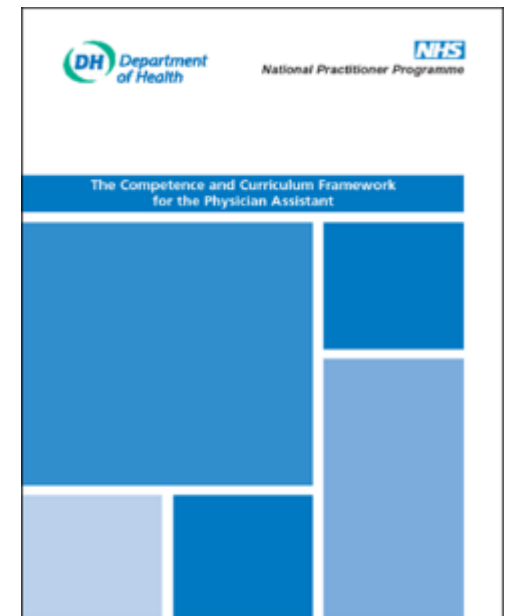 DH Department
of Health
NHS
National Practitioner Programme
The Competence and Curriculum Framework
for the Physician Assistant